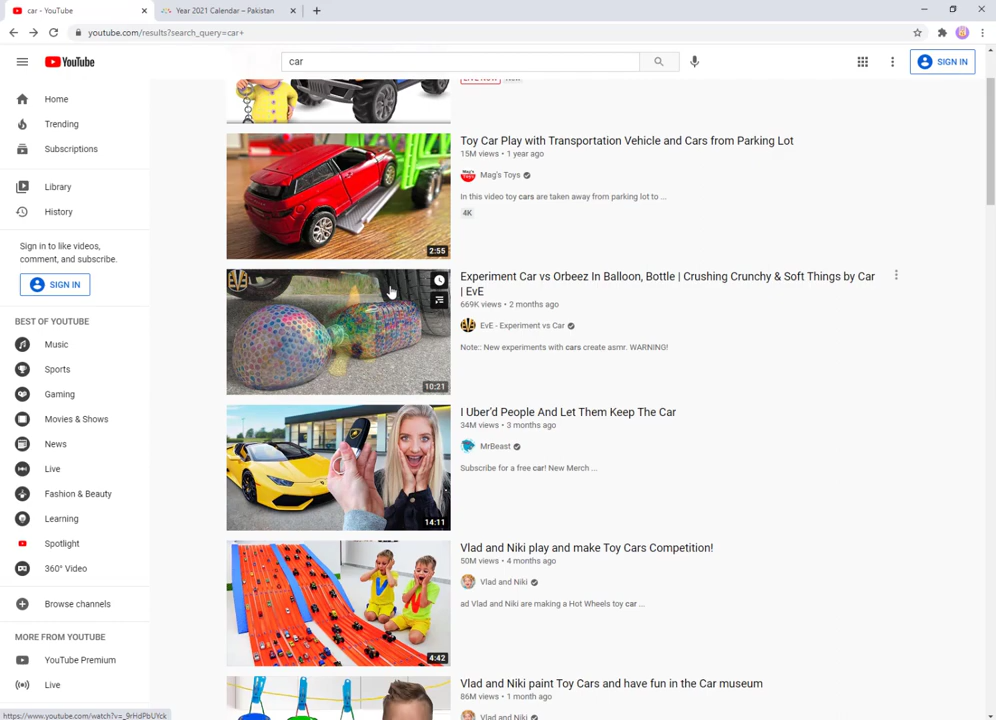 car - YouTube
Year 2021 Calendar – Pakistan
youtube.com/results?search_query=car+
YouTube
car
SIGN IN
Home
Trending
Subscriptions
Library
History
Sign in to like videos,
comment, and subscribe.
SIGN IN
BEST OF YOUTUBE
Music
Sports
Gaming
Movies & Shows
News
Live
Fashion & Beauty
Learning
Spotlight
360° Video
Browse channels
MORE FROM YOUTUBE
YouTube Premium
Live
Toy Car Play with Transportation Vehicle and Cars from Parking Lot
15M views • 1 year ago
Mag's Toys
In this video toy cars are taken away from parking lot to ...
4K
2:55
Experiment Car vs Orbeez In Balloon, Bottle | Crushing Crunchy & Soft Things by Car
| EvE
669K views • 2 months ago
EvE - Experiment vs Car
Note:: New experiments with cars create asmr. WARNING!
10:21
I Uber'd People And Let Them Keep The Car
34M views • 3 months ago
MrBeast
Subscribe for a free car! New Merch ...
14:11
Vlad and Niki play and make Toy Cars Competition!
50M views • 4 months ago
Vlad and Niki
ad Vlad and Niki are making a Hot Wheels toy car ...
4:42
Vlad and Niki paint Toy Cars and have fun in the Car museum
86M views • 1 month ago
Vlad and Niki
https://www.youtube.com/watch?v=_9rHdPbUYck